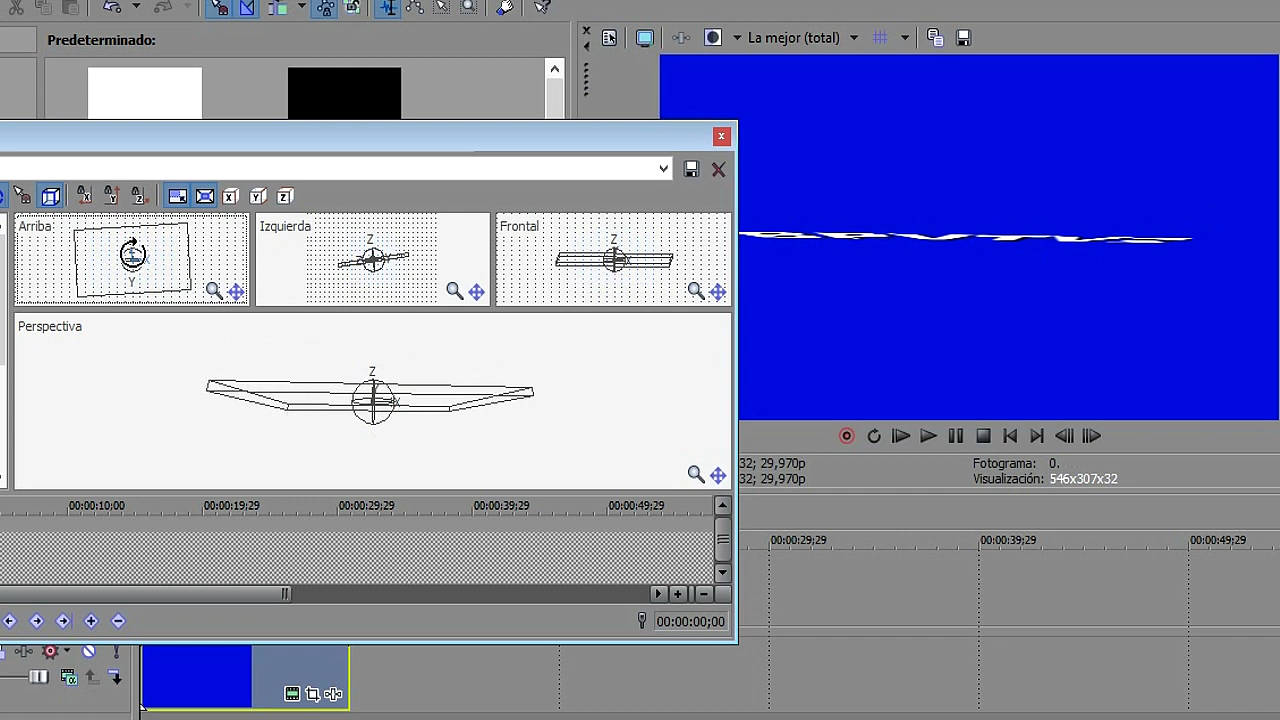 Predeterminado:
La mejor (total)
Arriba
Y
Izquierda
Z
Frontal
Z
X
Perspectiva
Z
X
00:00:10;00
00:00:19;29
00:00:29;29
00:00:39;29
00:00:49;29
00:00:00;00
32; 29,970p
32; 29,970p
Fotograma: 0.
Visualización: 546x307x32
00:00:29;29
00:00:39;29
00:00:49;29